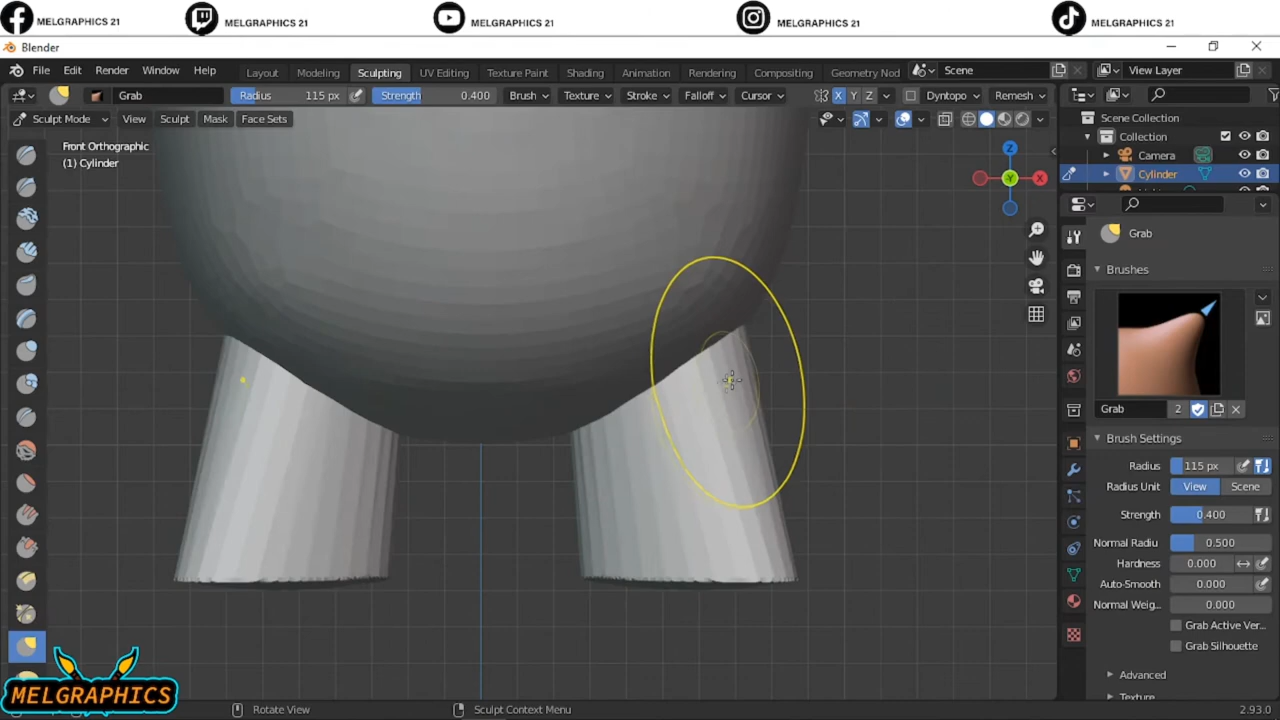 MELGRAPHICS 21 MELGRAPHICS 21 MELGRAPHICS 21 MELGRAPHICS 21 MELGRAPHICS 21
Blender
File Edit Render Window Help Layout Modeling Sculpting UV Editing Texture Paint Shading Animation Rendering Compositing Geometry Nod Scene View Layer
Grab Radius 115 px Strength 0.400 Brush Texture Stroke Falloff Cursor X Y Z Dyntopo Remesh
Sculpt Mode View Sculpt Mask Face Sets
Scene Collection
Collection
Camera
Cylinder
Front Orthographic
(1) Cylinder
Z
Y
X
Grab
Brushes
Grab 2
Brush Settings
Radius 115 px
Radius Unit View Scene
Strength 0.400
Normal Radiu 0.500
Hardness 0.000
Auto-Smooth 0.000
Normal Weig... 0.000
Grab Active Ver...
Grab Silhouette
Advanced
Texture
MELGRAPHICS
Rotate View Sculpt Context Menu 2.93.0